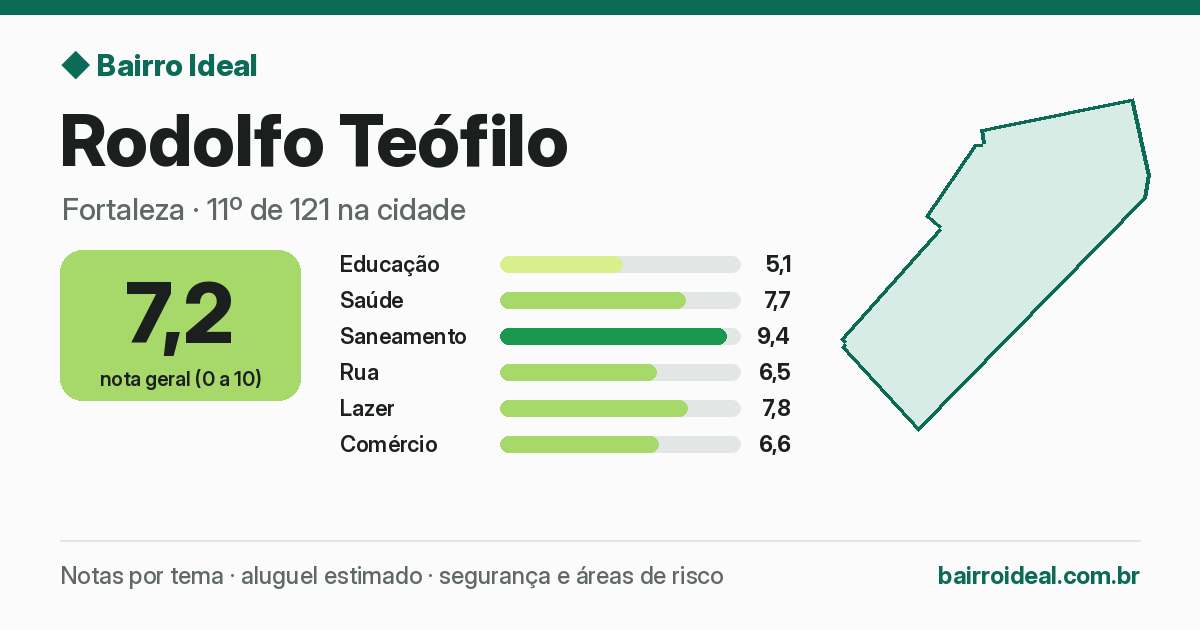 Bairro Ideal
Rodolfo Teófilo
Fortaleza · 11º de 121 na cidade
7,2
nota geral (0 a 10)
Educação 5,1
Saúde 7,7
Saneamento 9,4
Rua 6,5
Lazer 7,8
Comércio 6,6
Notas por tema · aluguel estimado · segurança e áreas de risco
bairroideal.com.br